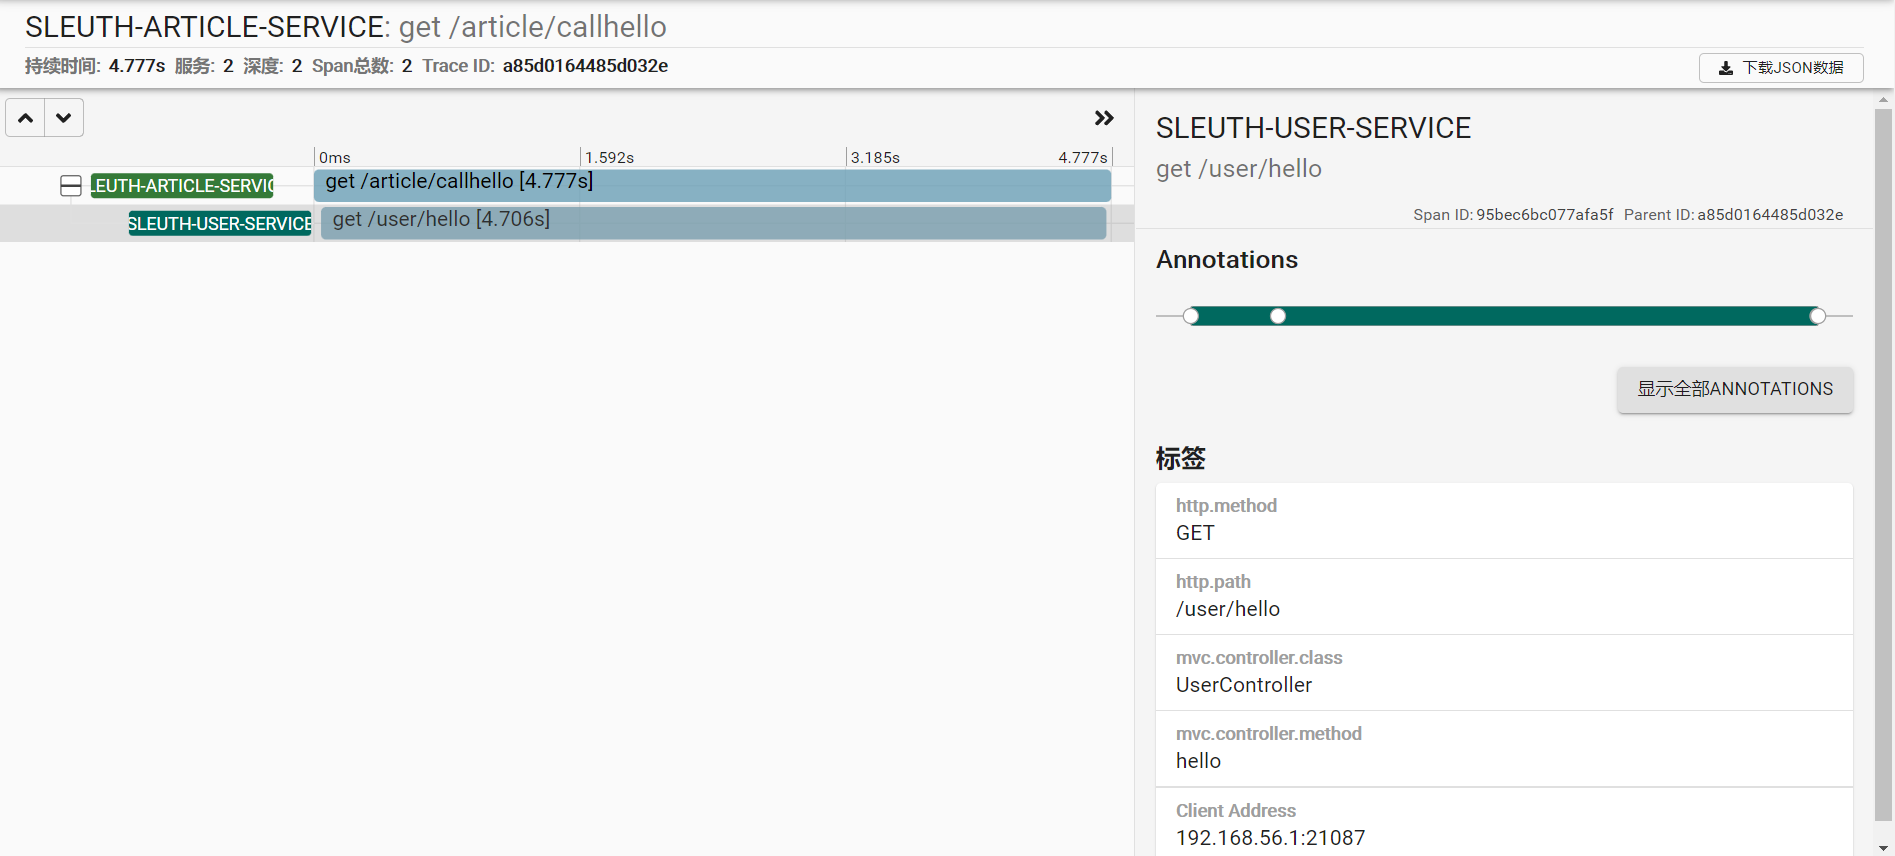 SLEUTH-ARTICLE-SERVICE: get /article/callhello
持续时间: 4.777s 服务: 2 深度: 2 Span总数: 2 Trace ID: a85d0164485d032e
下载JSON数据
0ms 1.592s 3.185s 4.777s
LEUTH-ARTICLE-SERVIC get /article/callhello [4.777s]
SLEUTH-USER-SERVICE get /user/hello [4.706s]
SLEUTH-USER-SERVICE
get /user/hello
Span ID: 95bec6bc077afa5f Parent ID: a85d0164485d032e
Annotations
显示全部ANNOTATIONS
标签
http.method
GET
http.path
/user/hello
mvc.controller.class
UserController
mvc.controller.method
hello
Client Address
192.168.56.1:21087